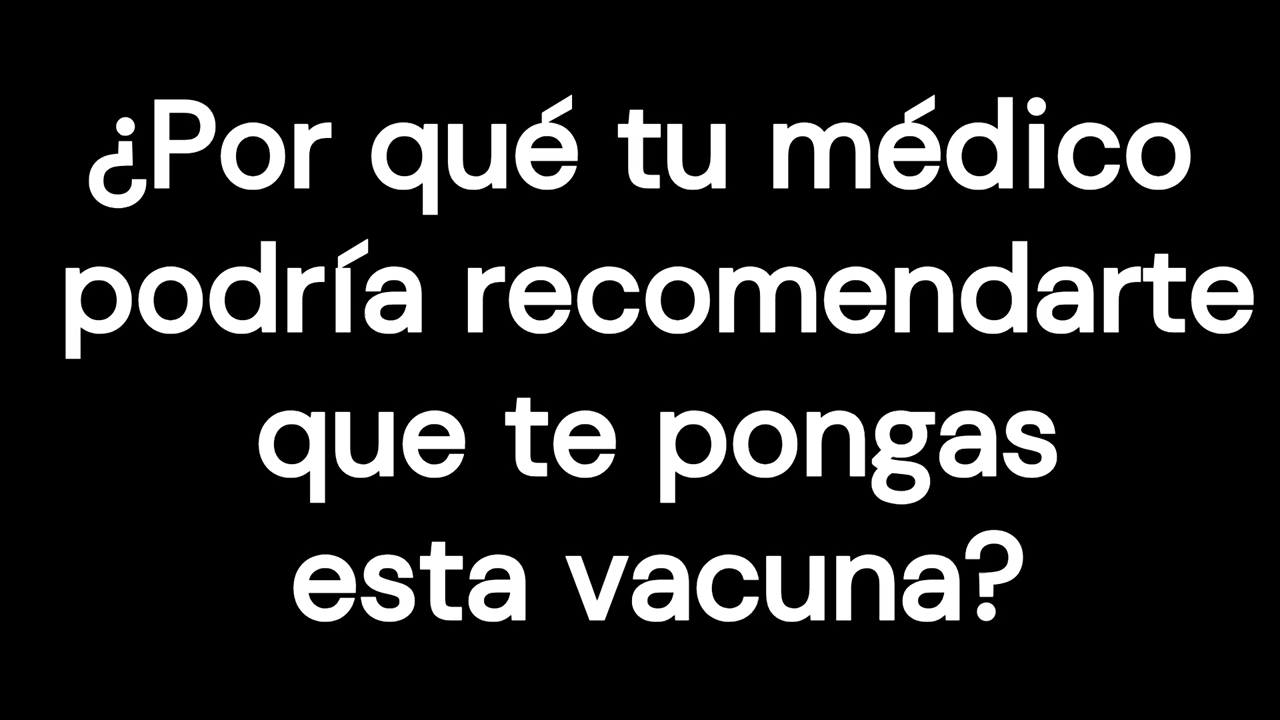 ¿Por qué tu médico
podría recomendarte
que te pongas
esta vacuna?